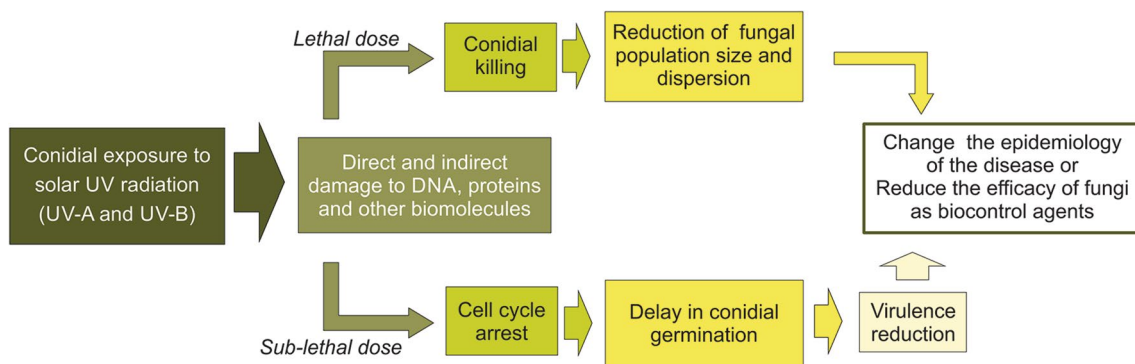 Conidial exposure to
solar UV radiation
(UV-A and UV-B)
Direct and indirect
damage to DNA, proteins
and other biomolecules
Lethal dose
Conidial
killing
Reduction of fungal
population size and
dispersion
Sub-lethal dose
Cell cycle
arrest
Delay in conidial
germination
Virulence
reduction
Change the epidemiology
of the disease or
Reduce the efficacy of fungi
as biocontrol agents